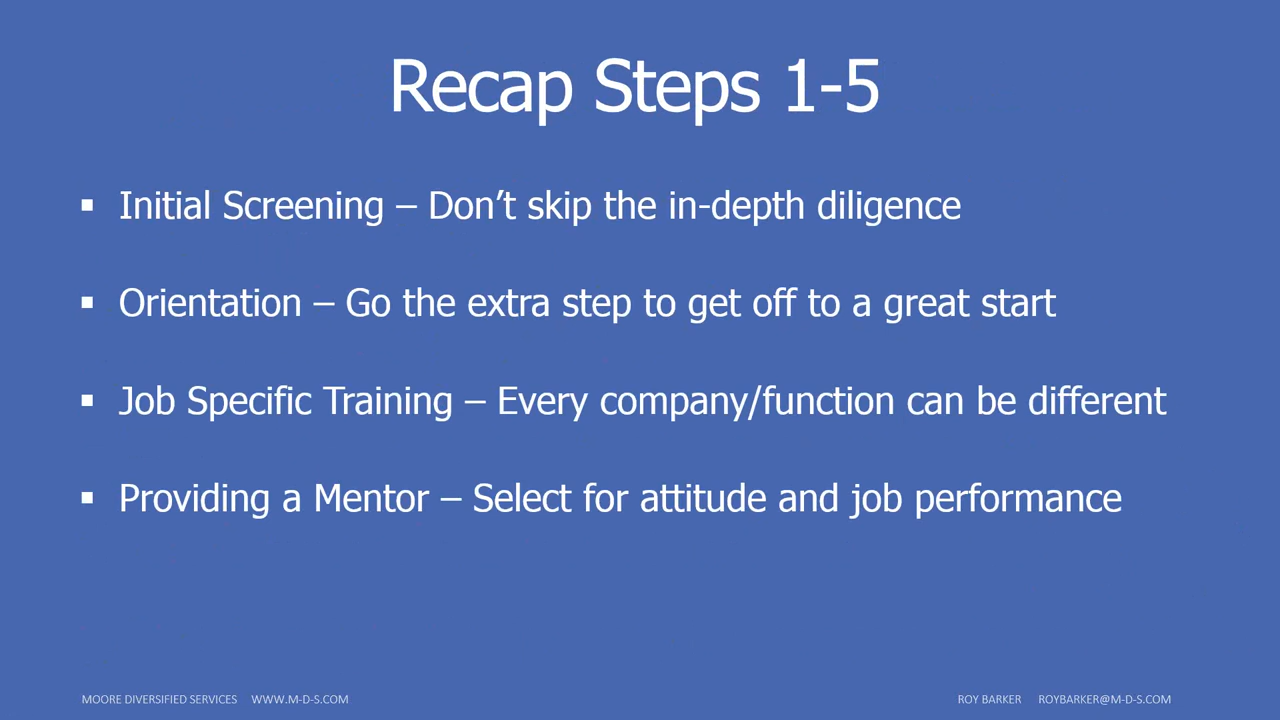 Recap Steps 1-5
▪ Initial Screening – Don’t skip the in-depth diligence
▪ Orientation – Go the extra step to get off to a great start
▪ Job Specific Training – Every company/function can be different
▪ Providing a Mentor – Select for attitude and job performance
MOORE DIVERSIFIED SERVICES WWW.M-D-S.COM ROY BARKER ROYBARKER@M-D-S.COM